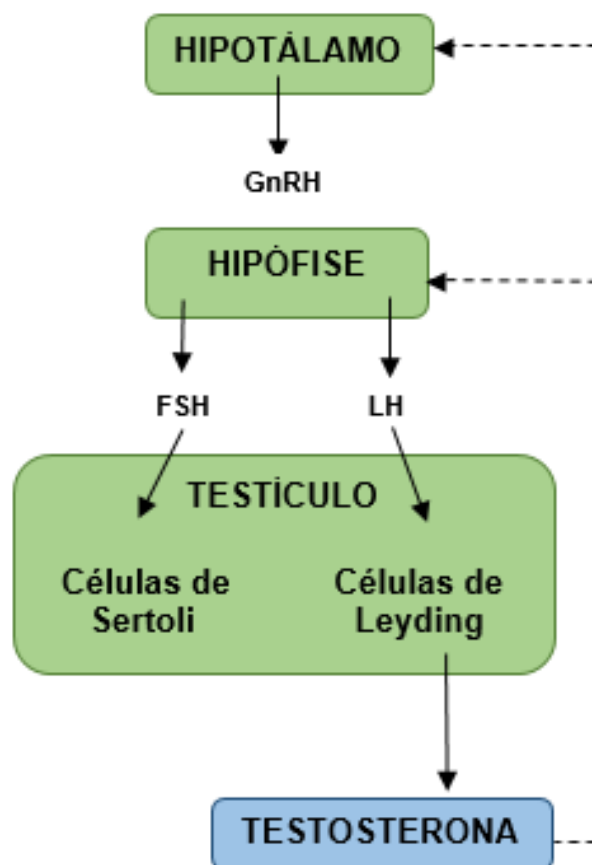 HIPOTÁLAMO
GnRH
HIPÓFISE
FSH LH
TESTÍCULO
Células de Sertoli
Células de Leyding
TESTOSTERONA